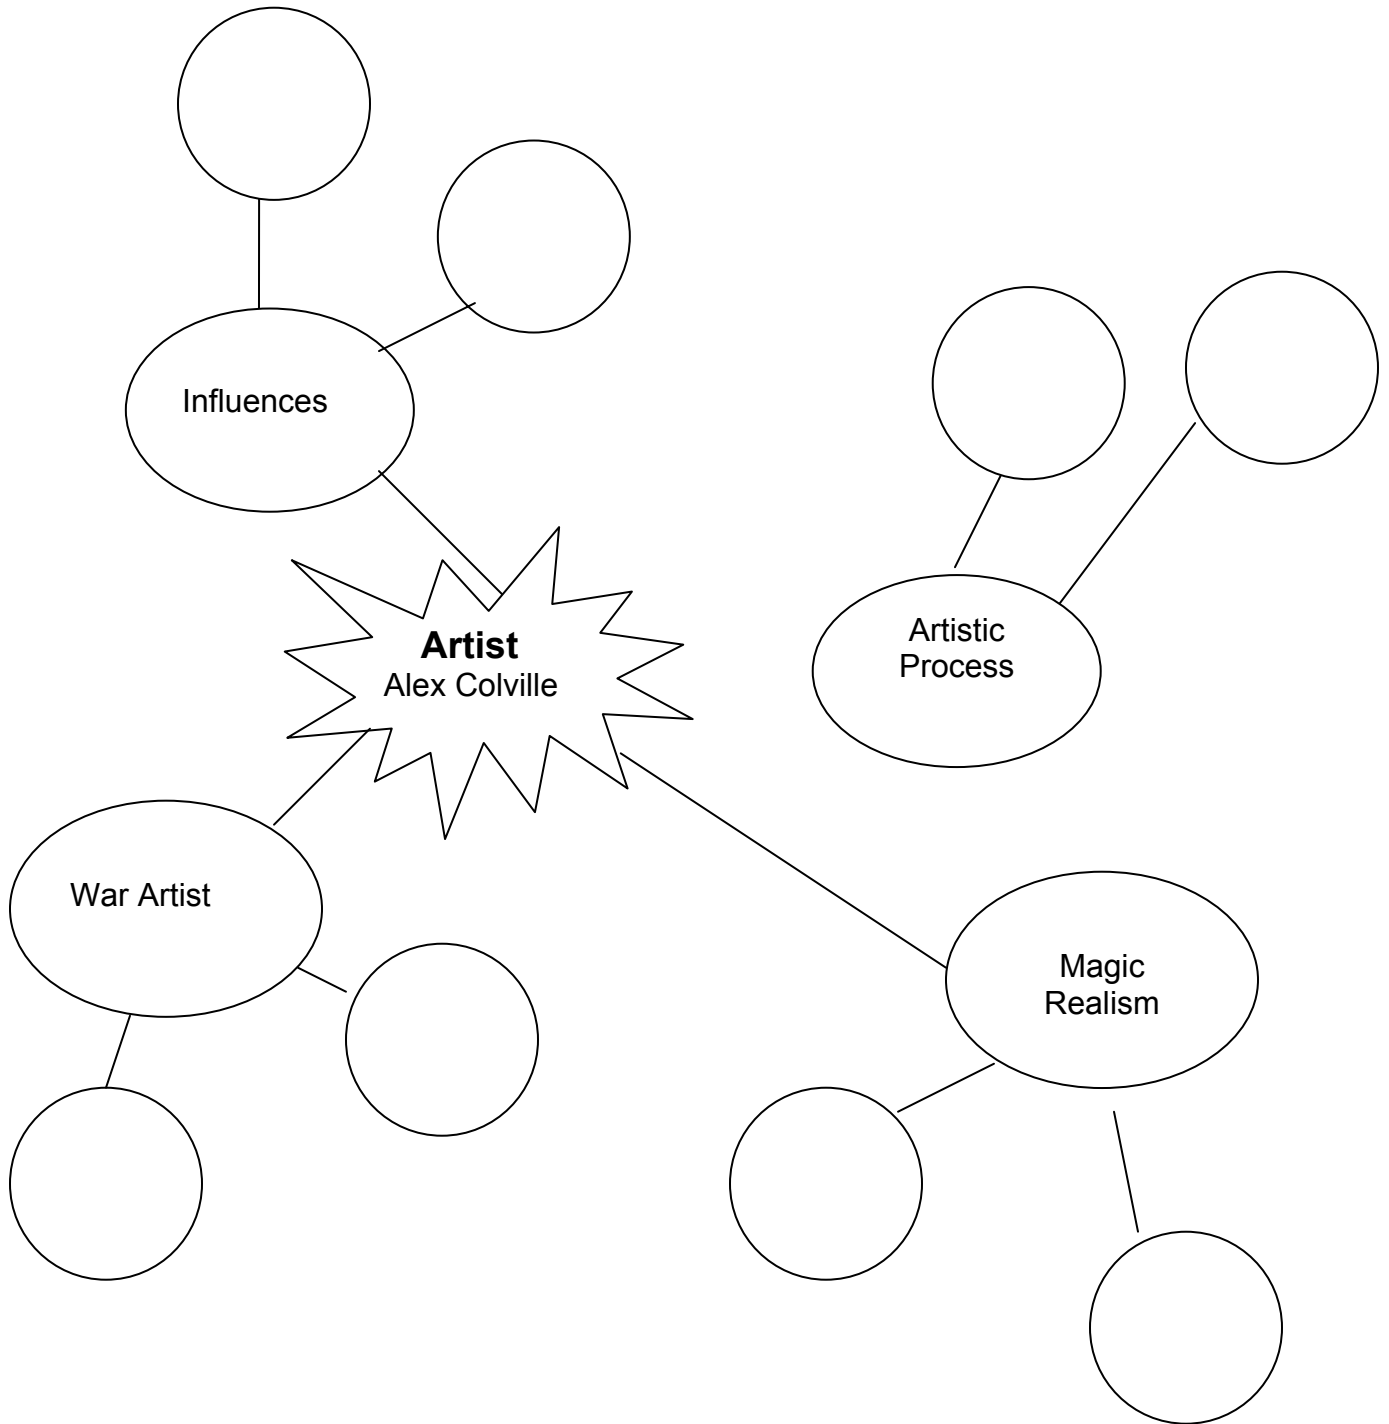 Influences
Artist
Alex Colville
Artistic
Process
War Artist
Magic
Realism